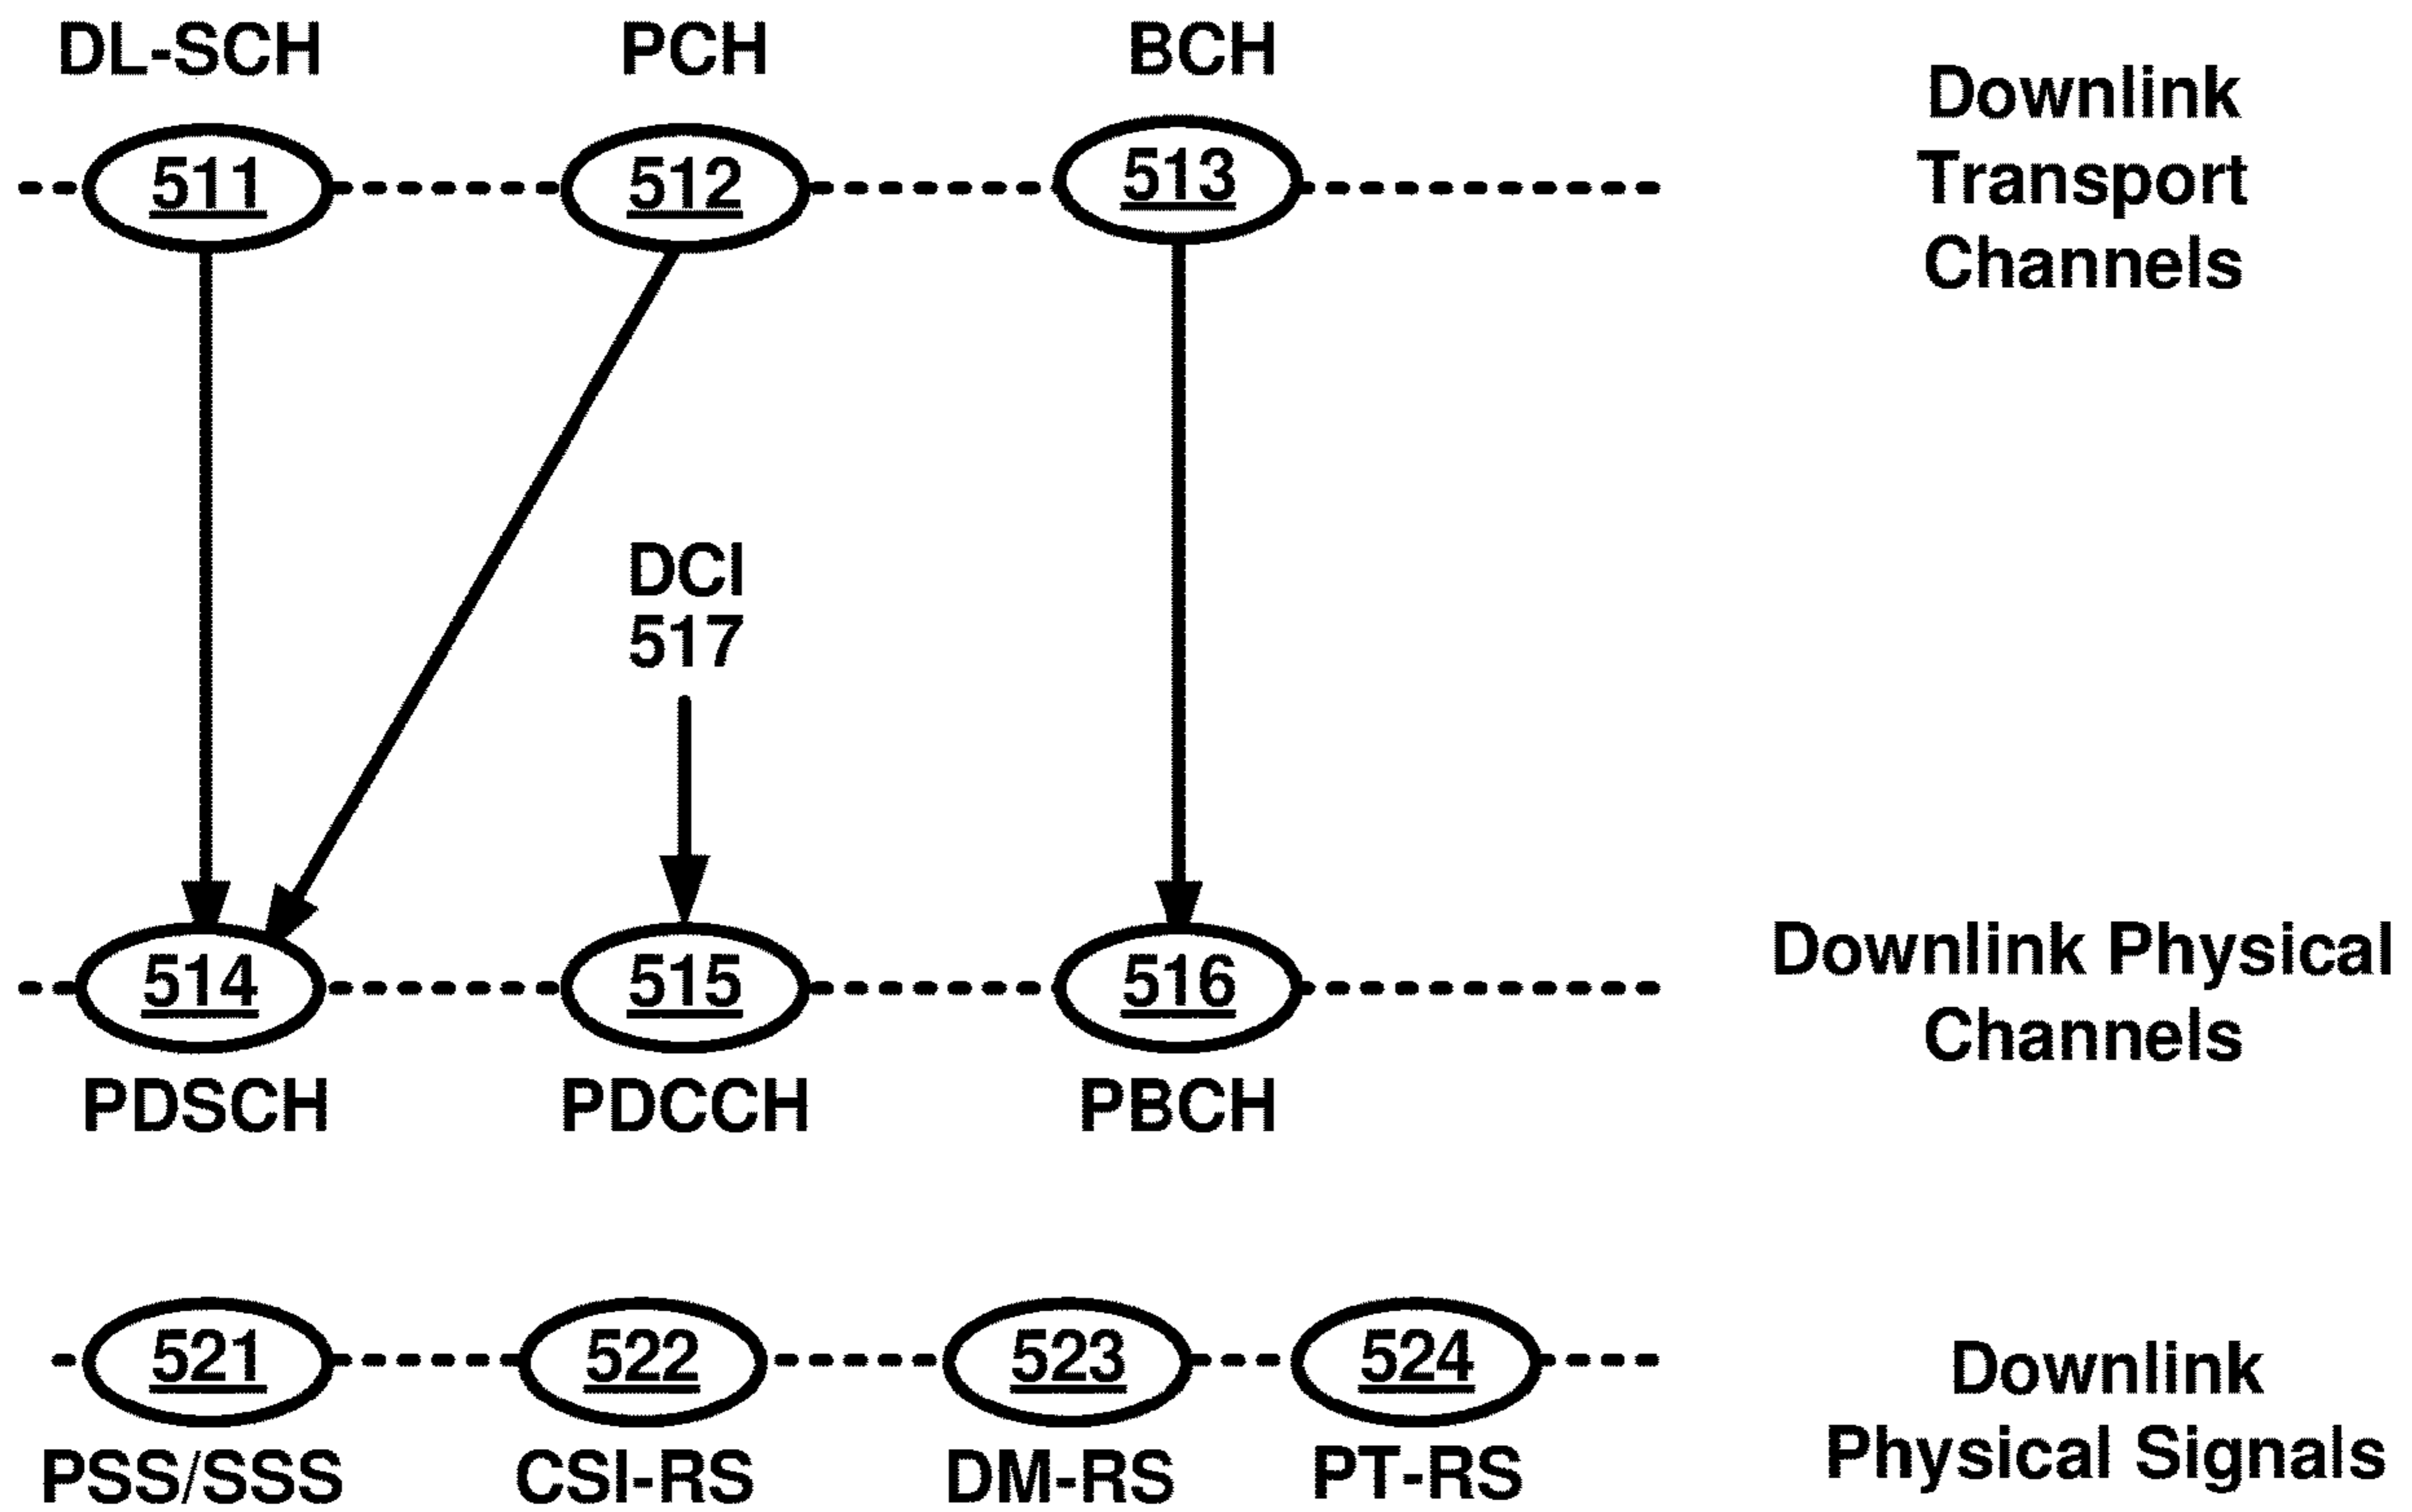 DL-SCH
PCH
BCH
Downlink
Transport
Channels
511
512
513
DCI
517
514
515
516
Downlink Physical
Channels
PDSCH
PDCCH
PBCH
521
522
523
524
Downlink
Physical Signals
PSS/SSS
CSI-RS
DM-RS
PT-RS